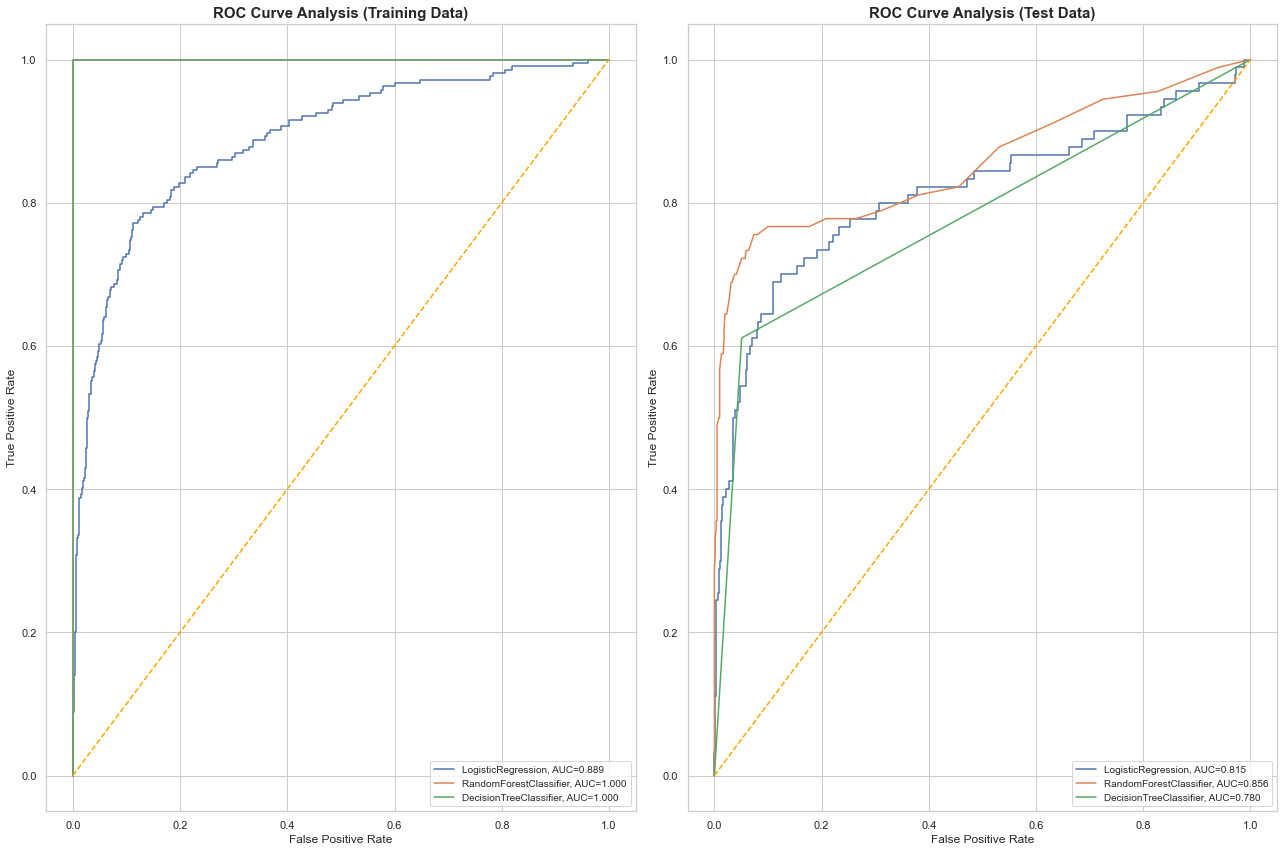 ROC Curve Analysis (Training Data)
1.0
0.8
0.6
0.4
0.2
0.0
True Positive Rate
0.0 0.2 0.4 0.6 0.8 1.0
False Positive Rate
LogisticRegression, AUC=0.889
RandomForestClassifier, AUC=1.000
DecisionTreeClassifier, AUC=1.000
ROC Curve Analysis (Test Data)
1.0
0.8
0.6
0.4
0.2
0.0
True Positive Rate
0.0 0.2 0.4 0.6 0.8 1.0
False Positive Rate
LogisticRegression, AUC=0.815
RandomForestClassifier, AUC=0.856
DecisionTreeClassifier, AUC=0.780